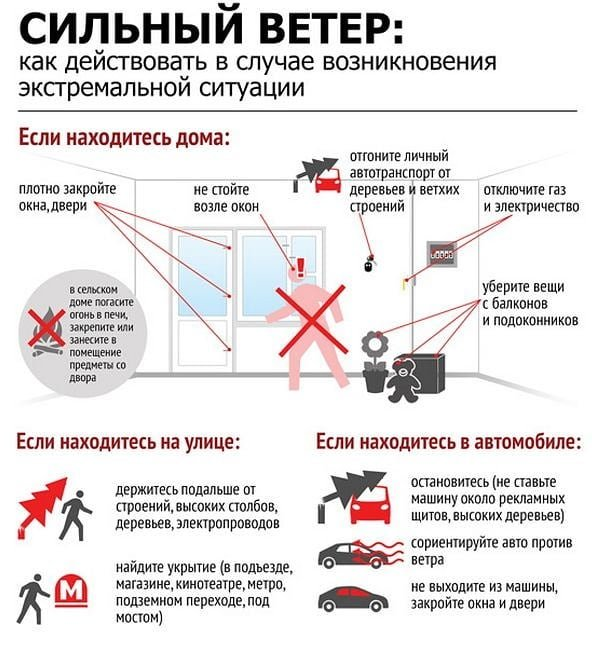 СИЛЬНЫЙ ВЕТЕР:
как действовать в случае возникновения
экстремальной ситуации
Если находитесь дома:
плотно закройте
окна, двери
не стойте
возле окон
отгоните личный
автотранспорт от
деревьев и ветхих
строений
отключите газ
и электричество
уберите вещи
с балконов
и подоконников
в сельском
доме погасите
огонь в печи,
закрепите или
занесите в
помещение
предметы со
двора
Если находитесь на улице:
держитесь подальше от
строений, высоких столбов,
деревьев, электропроводов
найдите укрытие (в подъезде,
магазине, кинотеатре, метро,
подземном переходе, под
мостом)
М
Если находитесь в автомобиле:
остановитесь (не ставьте
машину около рекламных
щитов, высоких деревьев)
сориентируйте авто против
ветра
не выходите из машины,
закройте окна и двери